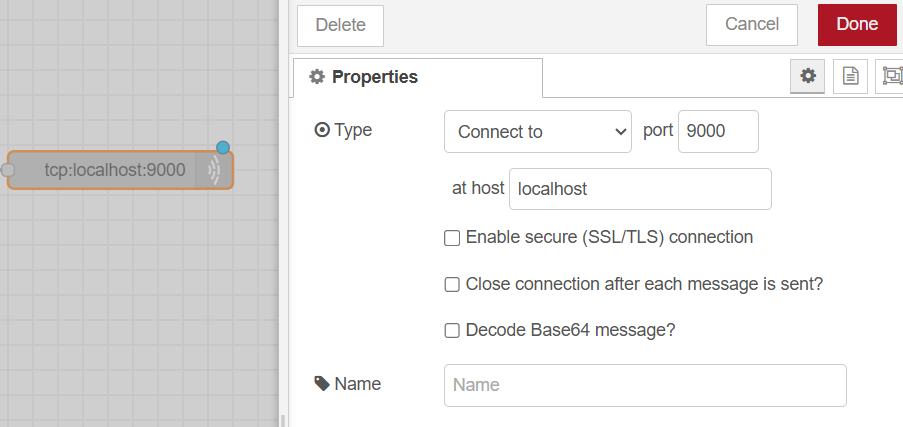 Delete
Cancel
Done
Properties
Type
Connect to
port
9000
tcp:localhost:9000
at host
localhost
Enable secure (SSL/TLS) connection
Close connection after each message is sent?
Decode Base64 message?
Name
Name